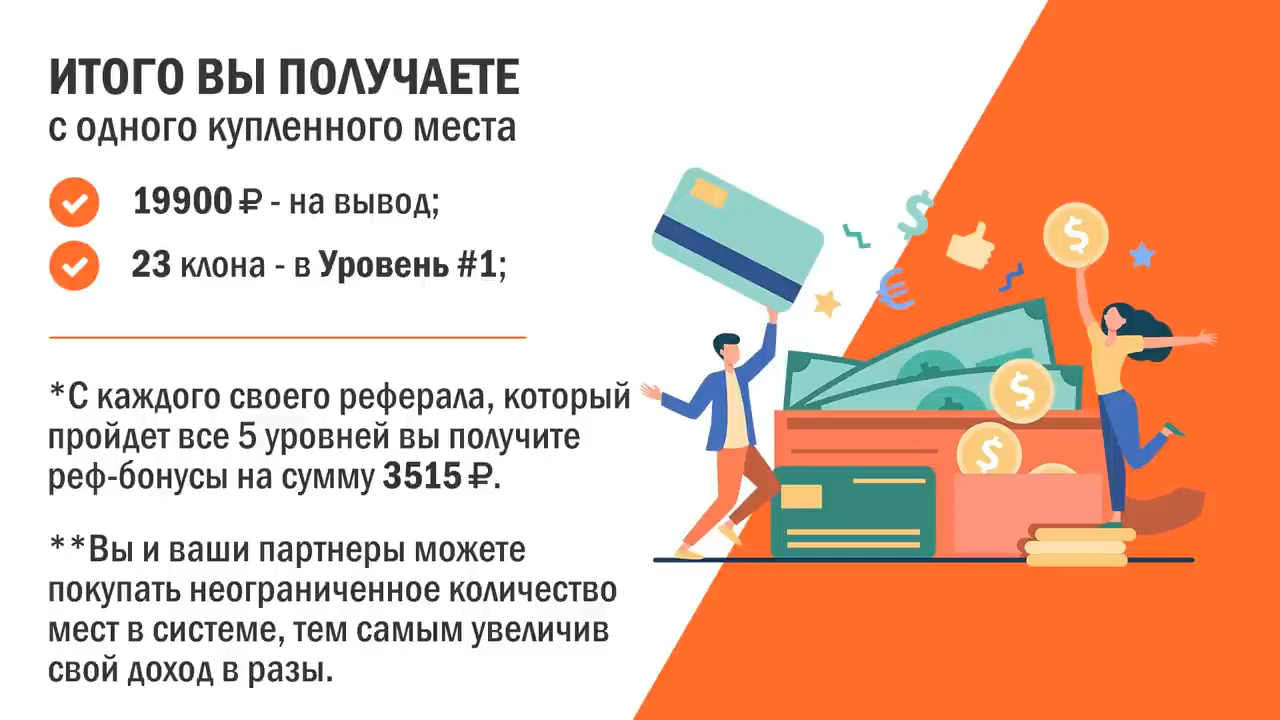 ИТОГО ВЫ ПОЛУЧАЕТЕ
с одного купленного места
19900 ₽ - на вывод;
23 клона - в Уровень #1;
*С каждого своего реферала, который
пройдет все 5 уровней вы получите
реф-бонусы на сумму 3515 ₽.
**Вы и ваши партнеры можете
покупать неограниченное количество
мест в системе, тем самым увеличив
свой доход в разы.